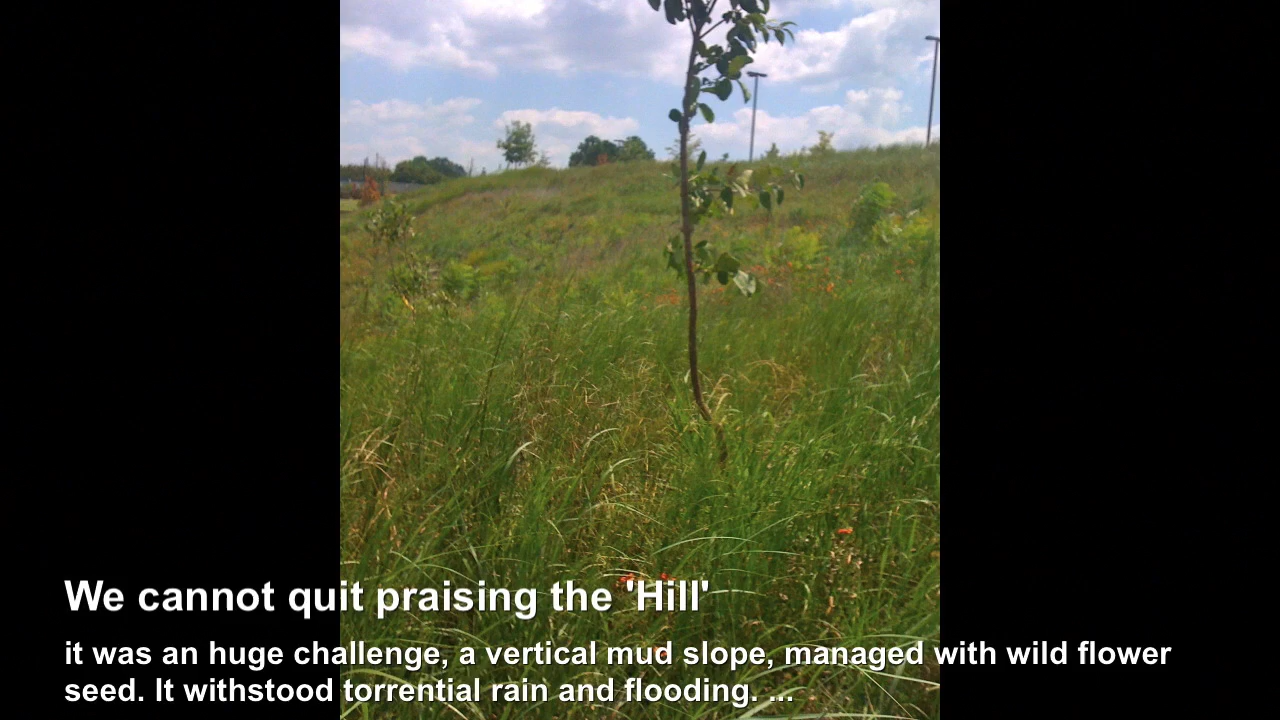 We cannot quit praising the 'Hill'
it was an huge challenge, a vertical mud slope, managed with wild flower
seed. It withstood torrential rain and flooding. ...